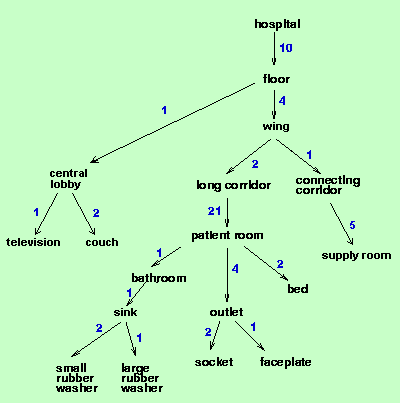 hospital
10
floor
1
4
wing
2
1
central
lobby
long corridor
connecting
corridor
1
2
21
5
television
couch
patient room
supply room
1
4
2
bathroom
bed
1
sink
outlet
2
1
2
1
small
rubber
washer
large
rubber
washer
socket
faceplate